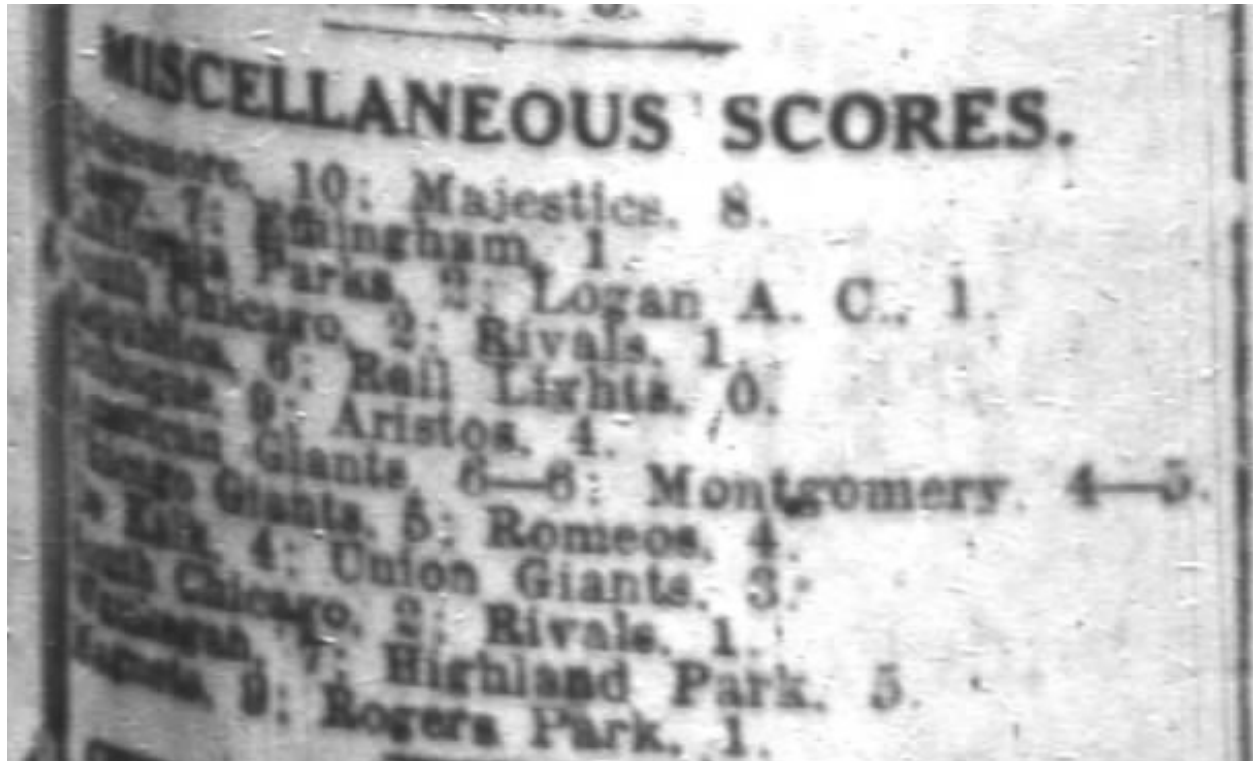 MISCELLANEOUS SCORES.
10; Majestics, 8.
7; Effingham, 1.
Parks, 2; Logan A. C., 1.
Chicago, 2; Rivals, 1.
6; Rail Lights, 0.
9; Aristos, 4.
American Giants, 6—6; Montgomery, 4—5.
Giants, 5; Romeos, 4.
4; Union Giants, 3.
South Chicago, 2; Rivals, 1.
7; Highland Park, 5.
9; Rogers Park, 1.